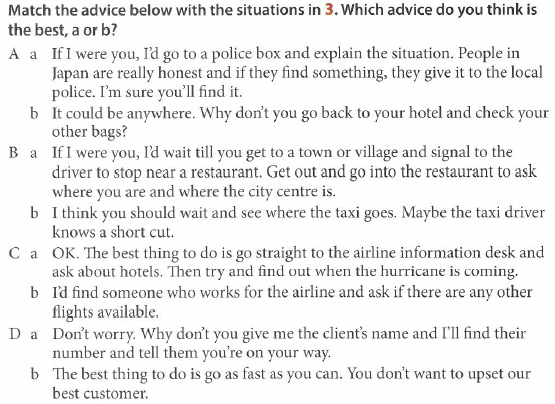 Match the advice below with the situations in 3. Which advice do you think is
the best, a or b?
A a If I were you, I'd go to a police box and explain the situation. People in
Japan are really honest and if they find something, they give it to the local
police. I'm sure you'll find it.
b It could be anywhere. Why don't you go back to your hotel and check your
other bags?
B a If I were you, I'd wait till you get to a town or village and signal to the
driver to stop near a restaurant. Get out and go into the restaurant to ask
where you are and where the city centre is.
b I think you should wait and see where the taxi goes. Maybe the taxi driver
knows a short cut.
C a OK. The best thing to do is go straight to the airline information desk and
ask about hotels. Then try and find out when the hurricane is coming.
b I'd find someone who works for the airline and ask if there are any other
flights available.
D a Don't worry. Why don't you give me the client's name and I'll find their
number and tell them you're on your way.
b The best thing to do is go as fast as you can. You don't want to upset our
best customer.